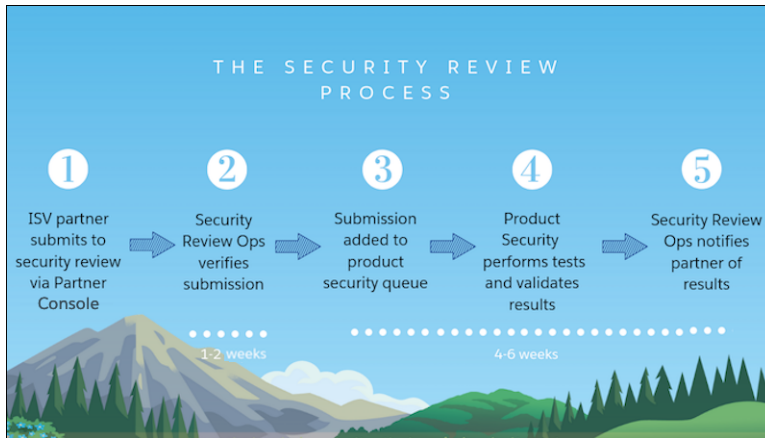 THE SECURITY REVIEW
PROCESS
1
ISV partner
submits to
security review
via Partner
Console
2
Security
Review Ops
verifies
submission
3
Submission
added to
product
security queue
4
Product
Security
performs tests
and validates
results
5
Security Review
Ops notifies
partner of
results
1-2 weeks
4-6 weeks